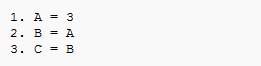 1. A = 3
2. B = A
3. C = B